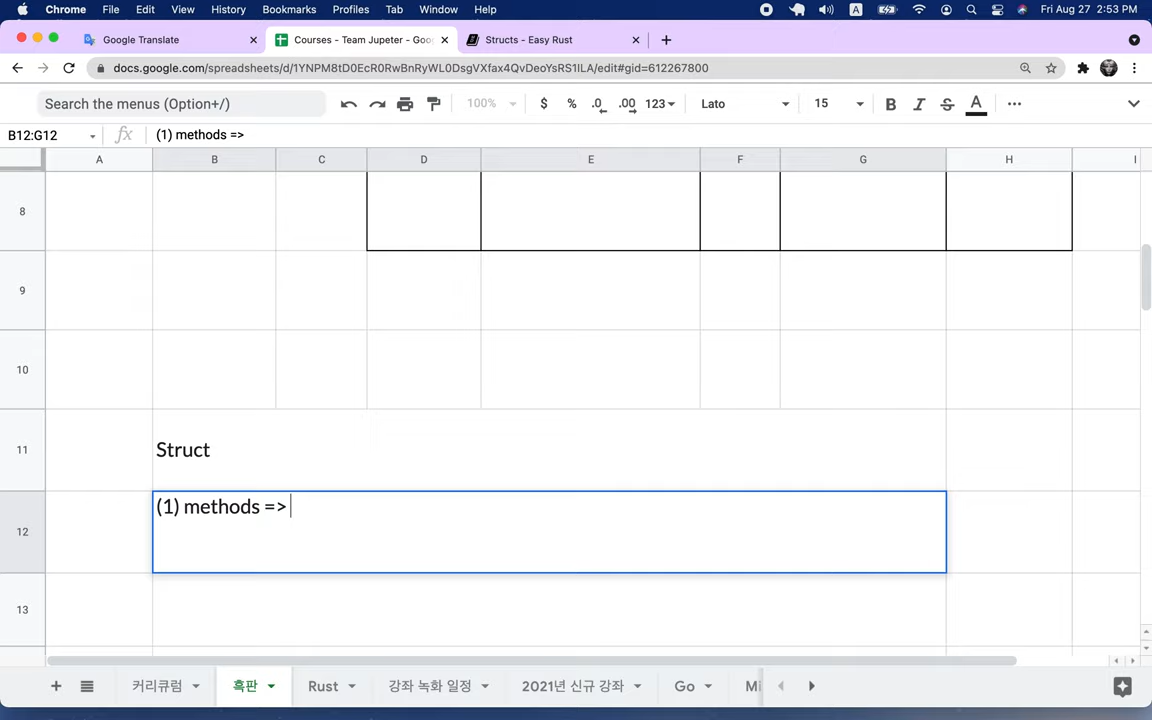 Chrome File Edit View History Bookmarks Profiles Tab Window Help A Fri Aug 27 2:53 PM
Google Translate Courses - Team Jupeter - Goo Structs - Easy Rust
docs.google.com/spreadsheets/d/1YNPM8tD0EcR0RwBnRyWL0DsgVXfax4QvDeoYsRS1ILA/edit#gid=612267800
Search the menus (Option+/) 100% $ % .0 .00 123 Lato 15 B I S A
B12:G12 fx (1) methods =>
A B C D E F G H I
8
9
10
11 Struct
12 (1) methods =>
13
커리큘럼 흑판 Rust 강좌 녹화 일정 2021년 신규 강좌 Go Mi